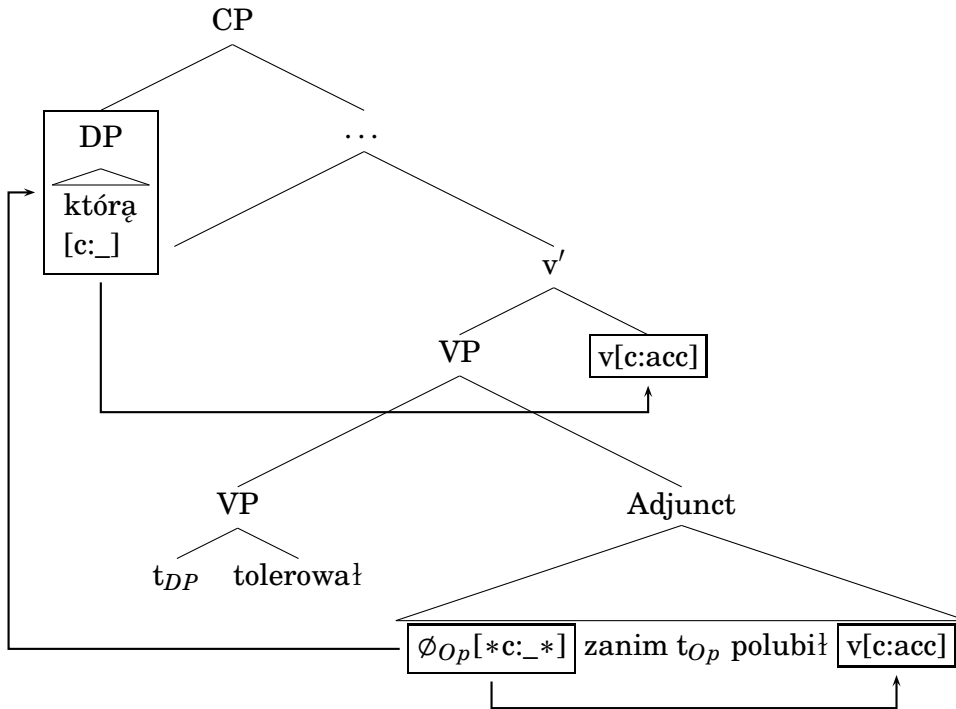 CP
DP
...
którą
[c:_]
v′
VP
v[c:acc]
VP
Adjunct
t_DP tolerował
∅_Op[∗c:_∗] zanim t_Op polubił v[c:acc]